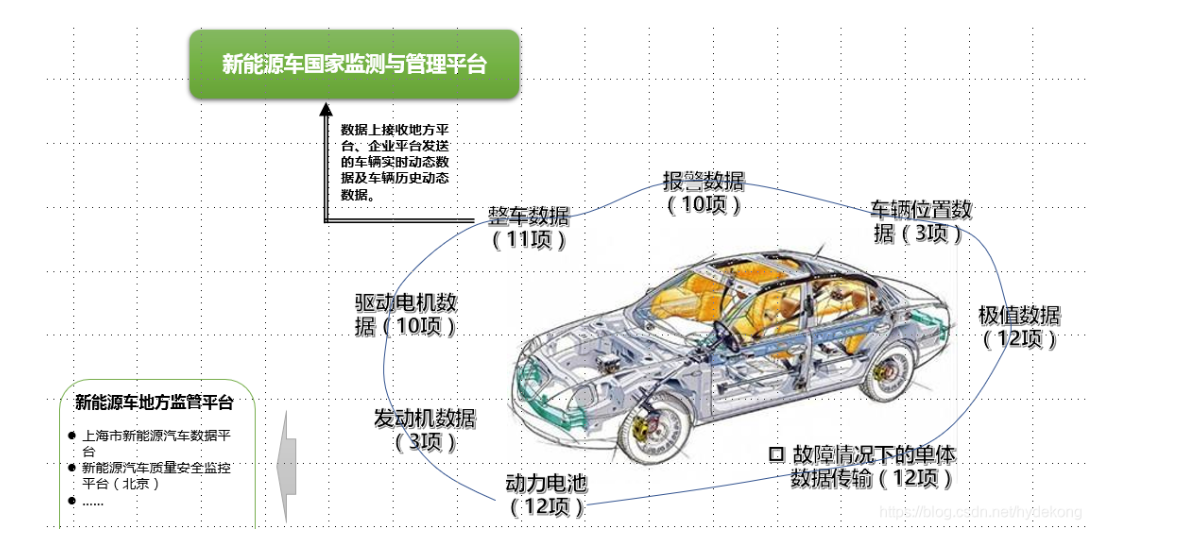 新能源车国家监测与管理平台
数据上接收地方平
台、企业平台发送
的车辆实时动态数
据及车辆历史动态
数据。
报警数据
（10项）
整车数据
（11项）
车辆位置数
据（3项）
驱动电机数
据（10项）
极值数据
（12项）
新能源车地方监管平台
● 上海市新能源汽车数据平
台
● 新能源汽车质量安全监控
平台（北京）
● ......
发动机数据
（3项）
动力电池
（12项）
口 故障情况下的单体
数据传输（12项）
https://blog.csdn.net/hydekong